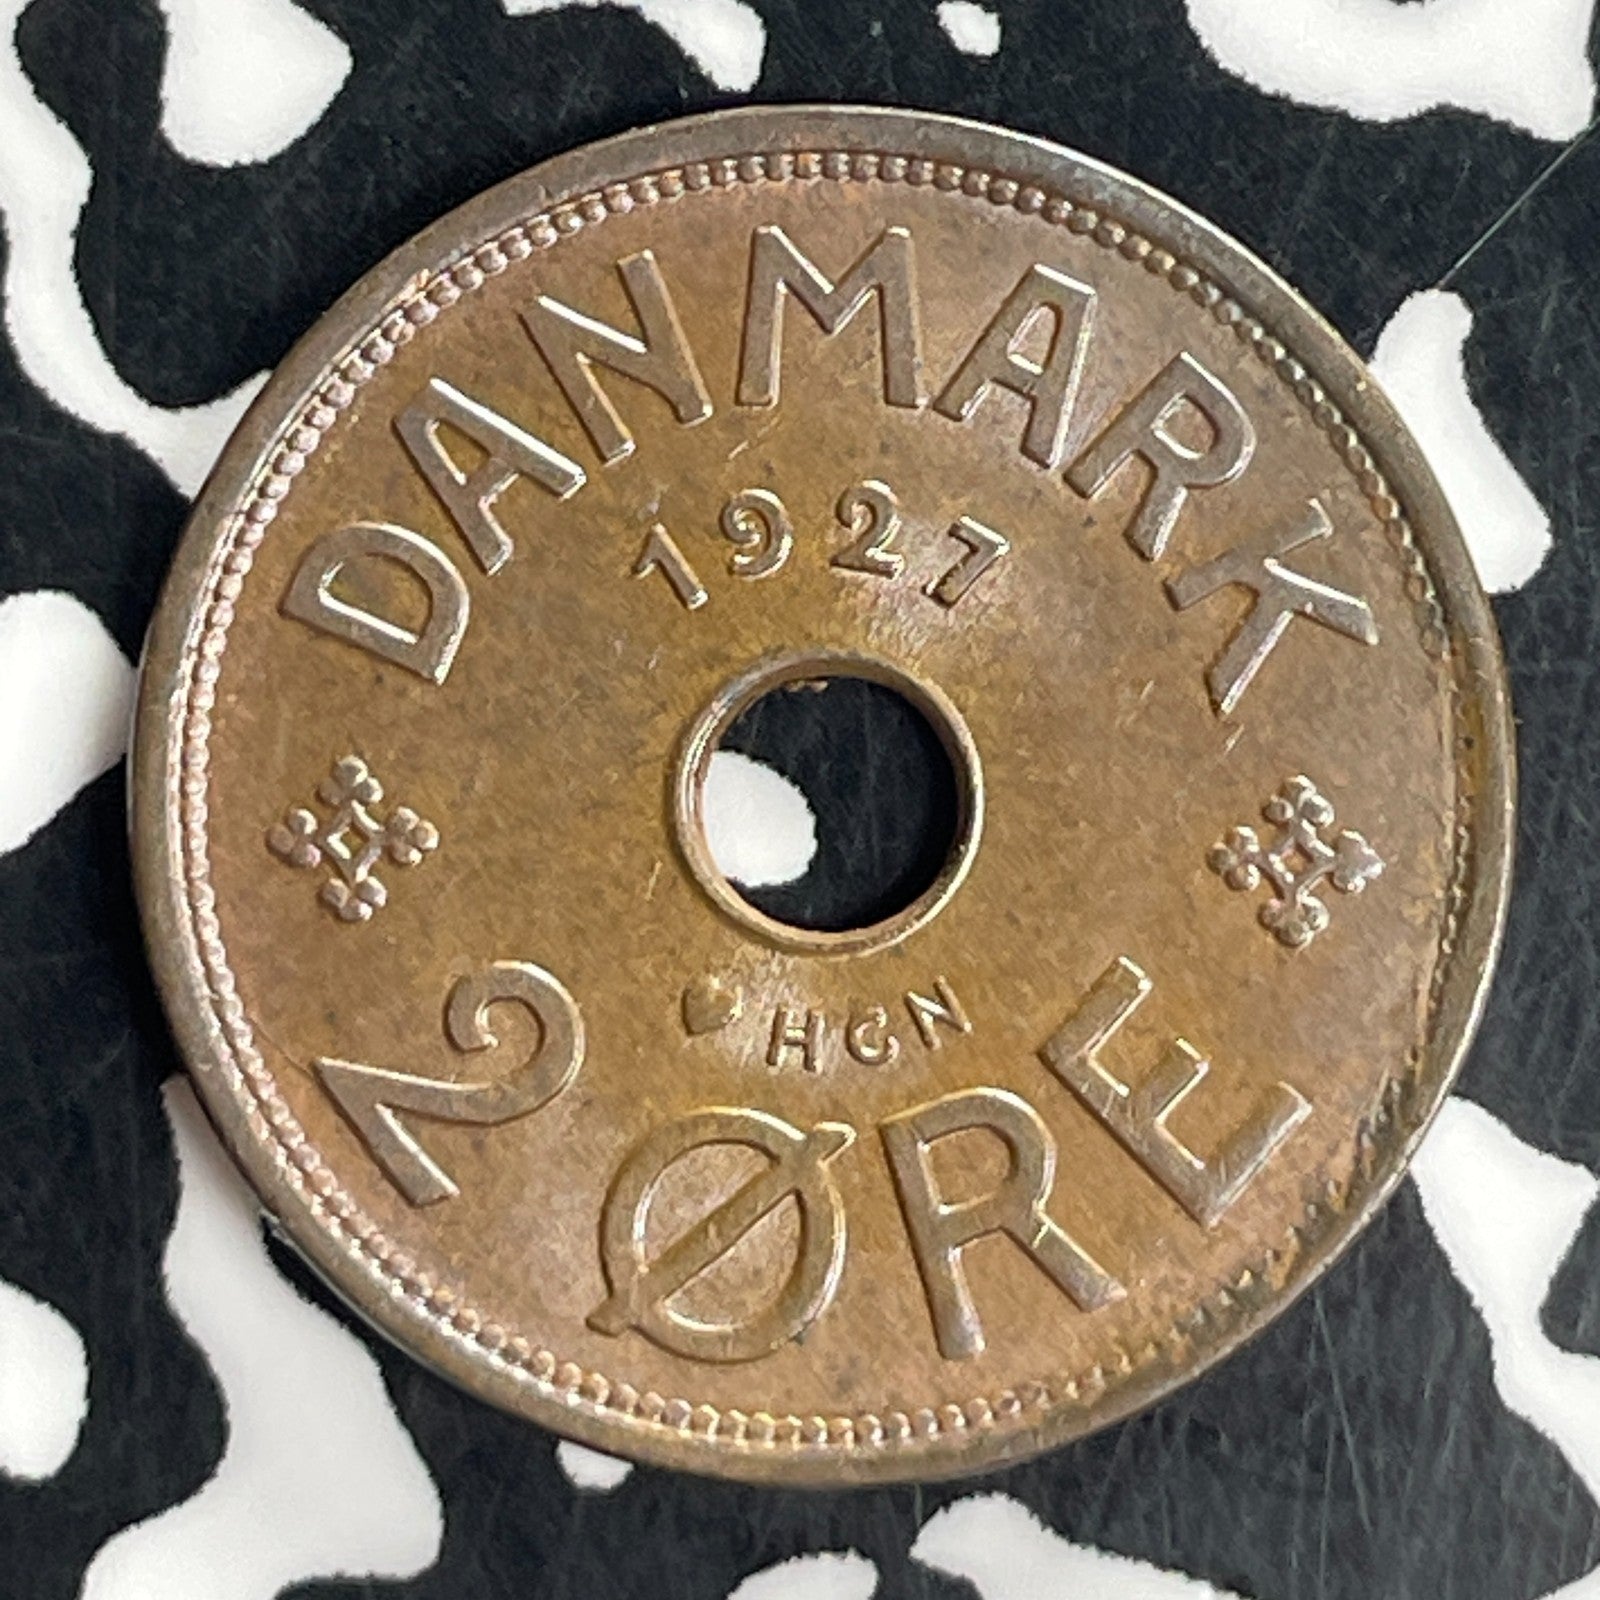 DANMARK
1927
HCN
2 ØRE